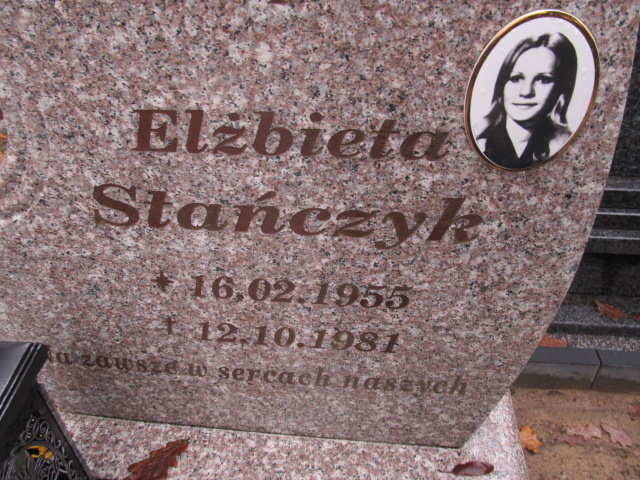 Elżbieta
Stańczyk
* 16.02.1955
† 12.10.1981
Na zawsze w sercach naszych